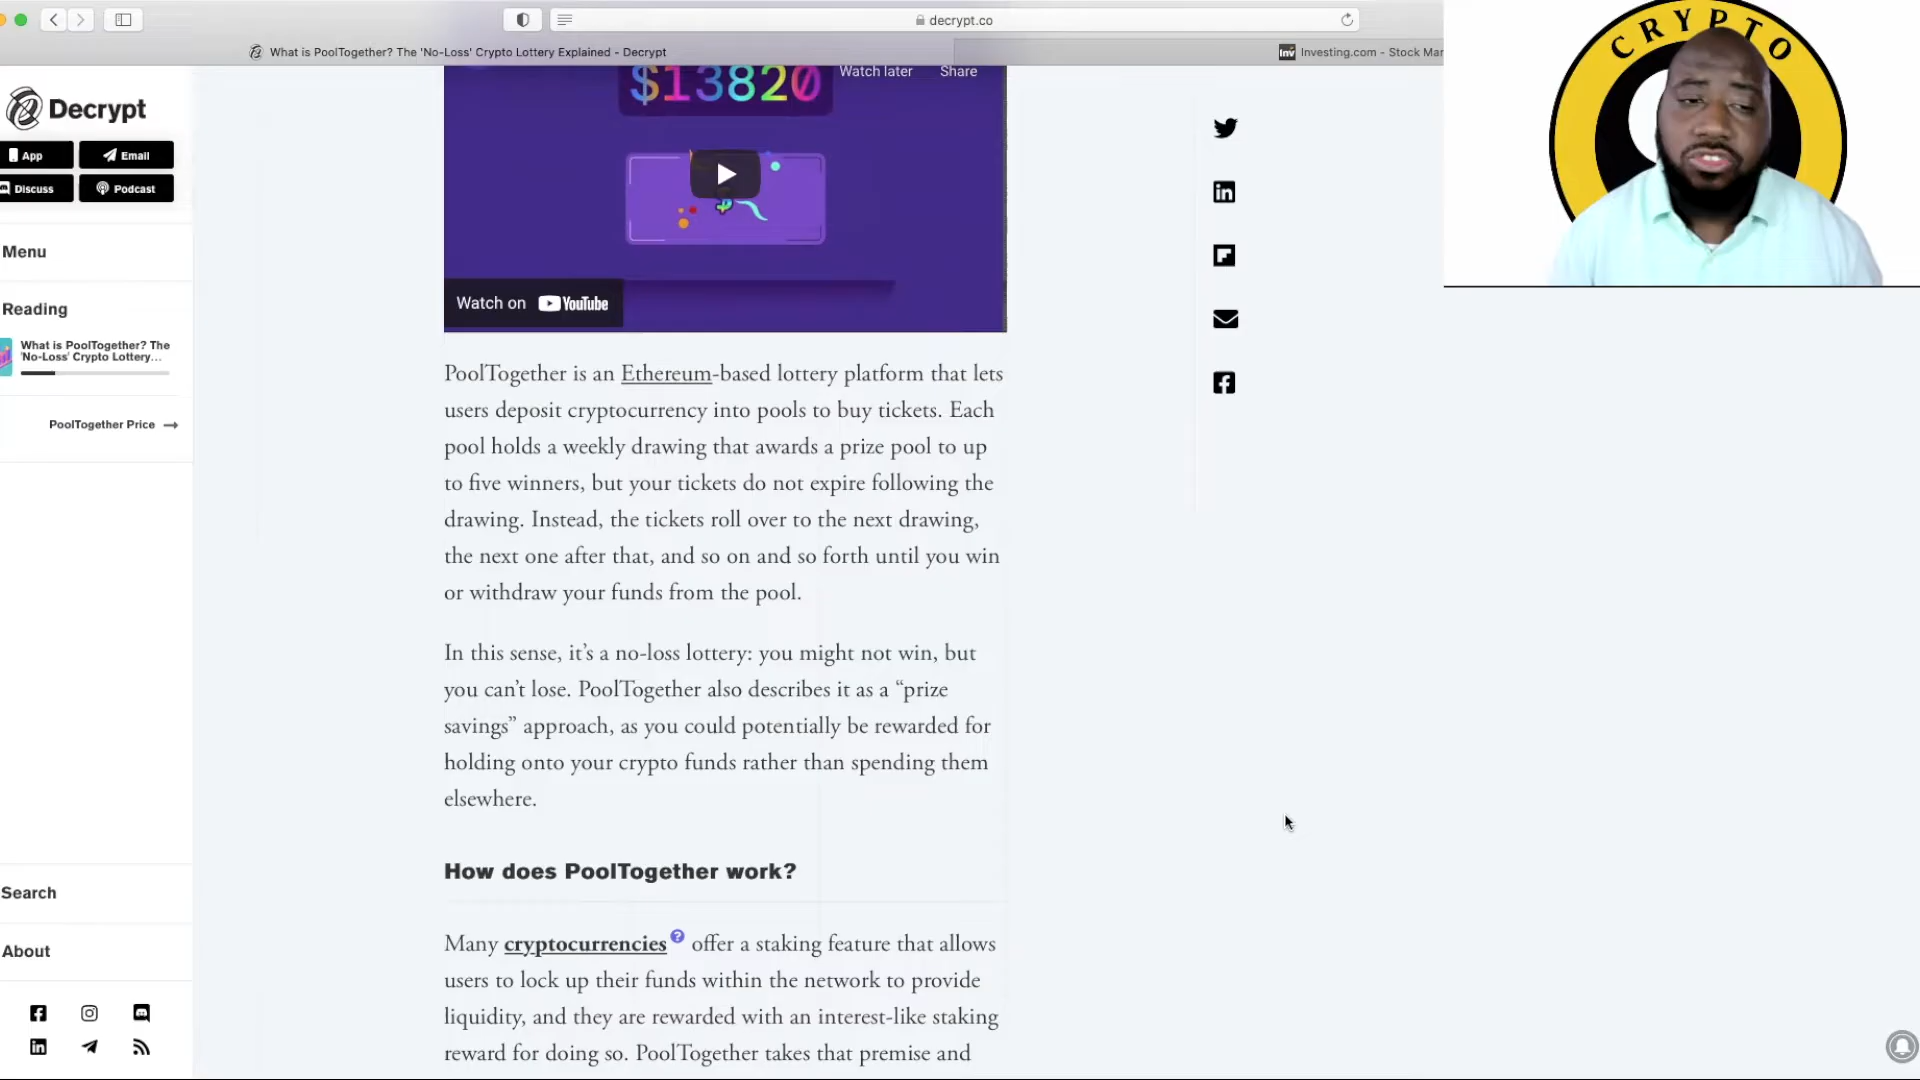 decrypt.co
What is PoolTogether? The 'No-Loss' Crypto Lottery Explained - Decrypt
Inv Investing.com - Stock Mar
CRYPTO
Decrypt
App
Email
Discuss
Podcast
Menu
Reading
What is PoolTogether? The
'No-Loss' Crypto Lottery...
PoolTogether Price →
Search
About
$13820
Watch later
Share
Watch on YouTube
PoolTogether is an Ethereum-based lottery platform that lets
users deposit cryptocurrency into pools to buy tickets. Each
pool holds a weekly drawing that awards a prize pool to up
to five winners, but your tickets do not expire following the
drawing. Instead, the tickets roll over to the next drawing,
the next one after that, and so on and so forth until you win
or withdraw your funds from the pool.
In this sense, it’s a no-loss lottery: you might not win, but
you can’t lose. PoolTogether also describes it as a “prize
savings” approach, as you could potentially be rewarded for
holding onto your crypto funds rather than spending them
elsewhere.
How does PoolTogether work?
Many cryptocurrencies ? offer a staking feature that allows
users to lock up their funds within the network to provide
liquidity, and they are rewarded with an interest-like staking
reward for doing so. PoolTogether takes that premise and